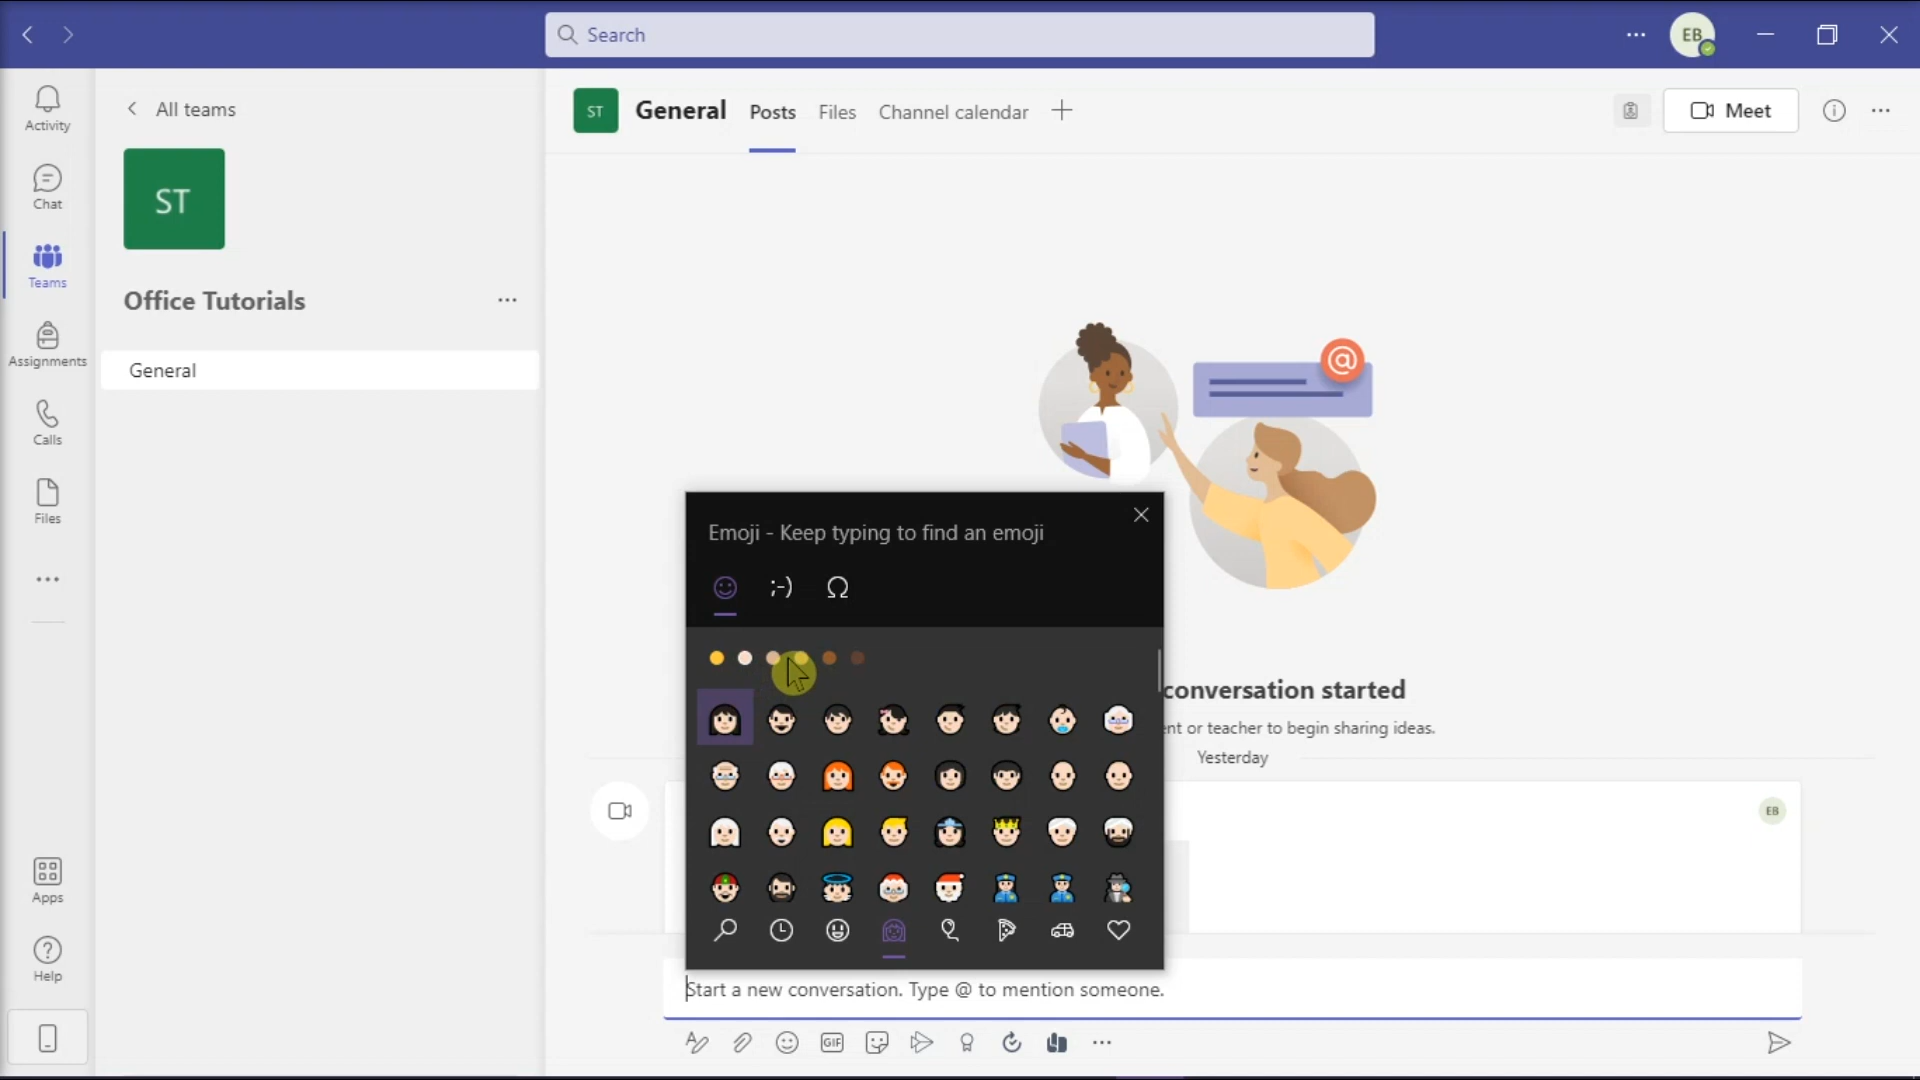 Search
EB
Activity
Chat
Teams
Assignments
Calls
Files
Apps
Help
All teams
ST
Office Tutorials
General
ST
General
Posts
Files
Channel calendar
Meet
@
Emoji - Keep typing to find an emoji
;-)
Ω
conversation started
nt or teacher to begin sharing ideas.
Yesterday
EB
Start a new conversation. Type @ to mention someone.
GIF